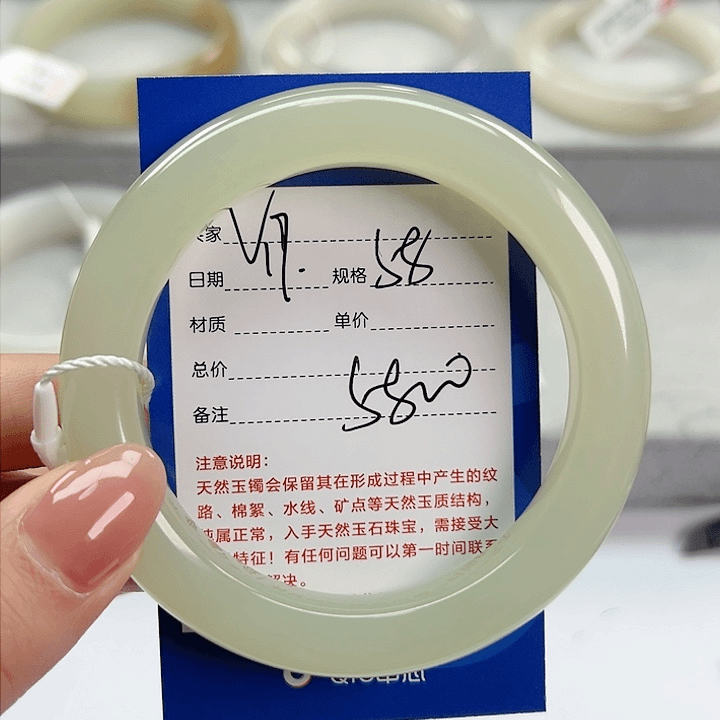 家
日期 规格 58
材质 单价
总价
备注 5800
注意说明：
天然玉镯会保留其在形成过程中产生的纹
路、棉絮、水线、矿点等天然玉质结构，
属正常，入手天然玉石珠宝，需接受大
特征！有任何问题可以第一时间联系
解决。